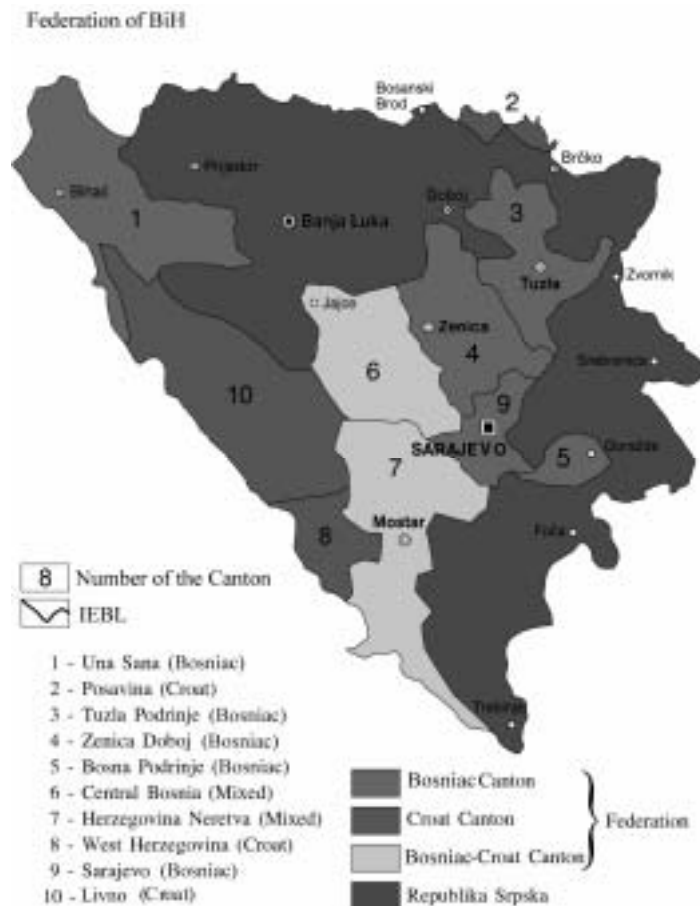 Federation of BiH
Bosanski
Brod
2
Brčko
Prijedor
Bihać
1
Doboj
3
Banja Luka
Tuzla
Zvornik
Jajce
Zenica
4
Srebrenica
6
10
9
SARAJEVO
Goražde
5
7
Mostar
8
Foča
8 Number of the Canton
IEBL
1 - Una Sana (Bosniac)
2 - Posavina (Croat)
3 - Tuzla Podrinje (Bosniac)
4 - Zenica Doboj (Bosniac)
5 - Bosna Podrinje (Bosniac)
6 - Central Bosnia (Mixed)
7 - Herzegovina Neretva (Mixed)
8 - West Herzegovina (Croat)
9 - Sarajevo (Bosniac)
10 - Livno (Croat)
Trebinje
Bosniac Canton
Croat Canton
Bosniac-Croat Canton
Federation
Republika Srpska